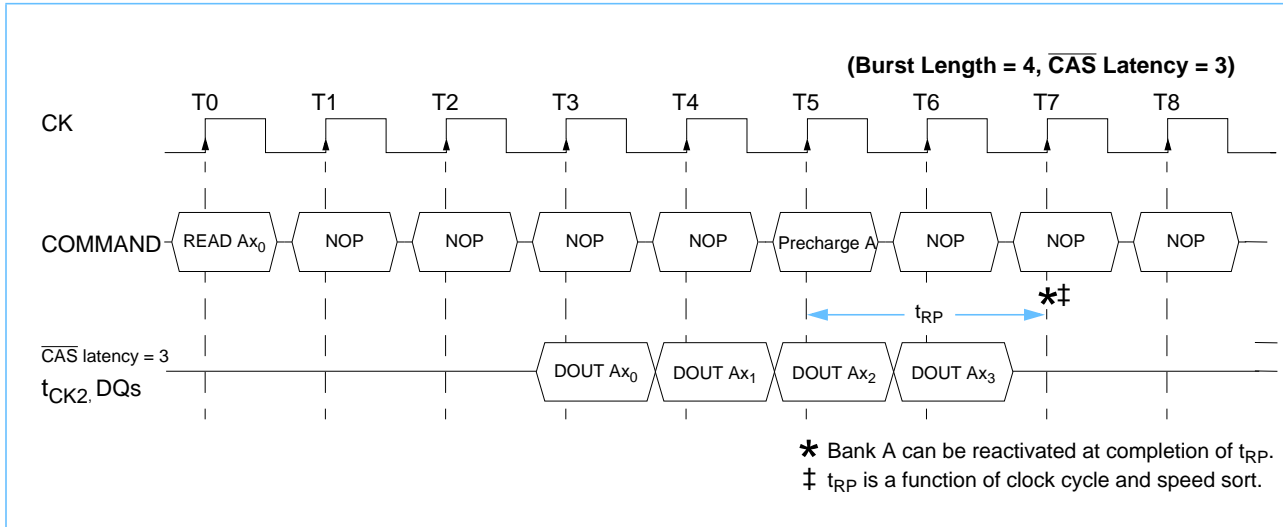 (Burst Length = 4, CAS Latency = 3)
T0 T1 T2 T3 T4 T5 T6 T7 T8
CK
COMMAND READ Ax0 NOP NOP NOP NOP Precharge A NOP NOP NOP
*‡
tRP
CAS latency = 3
tCK2, DQs
DOUT Ax0 DOUT Ax1 DOUT Ax2 DOUT Ax3
* Bank A can be reactivated at completion of tRP.
‡ tRP is a function of clock cycle and speed sort.